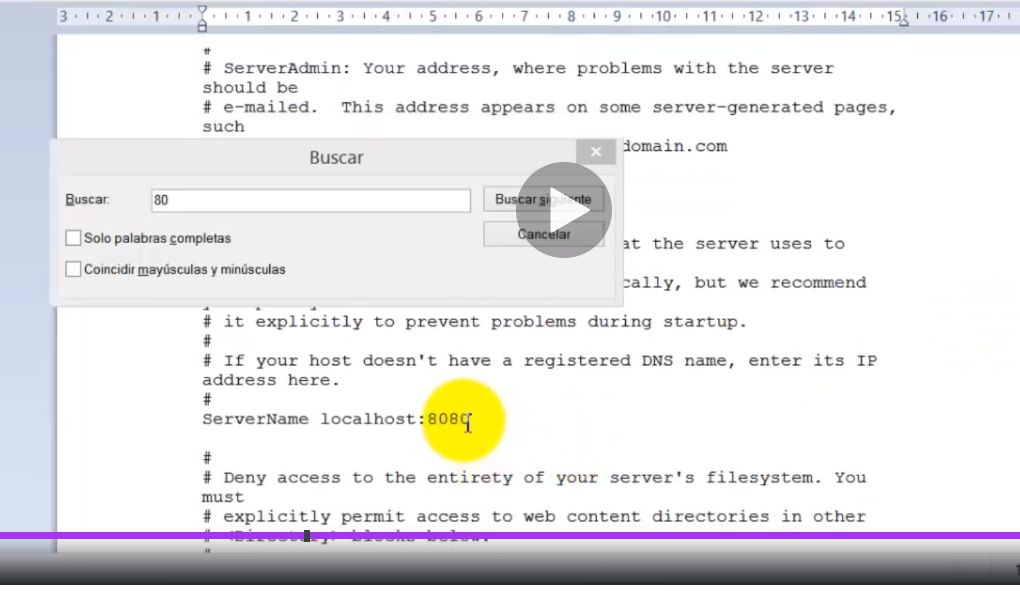 3 · 2 · 1 · 1 · 2 · 3 · 4 · 5 · 6 · 7 · 8 · 9 · 10 · 11 · 12 · 13 · 14 · 15 · 16 · 17
#
# ServerAdmin: Your address, where problems with the server
should be
# e-mailed.  This address appears on some server-generated pages,
such
domain.com
Buscar
Buscar: 80 Buscar siguiente
Solo palabras completas Cancelar
at the server uses to
Coincidir mayúsculas y minúsculas
cally, but we recommend
# it explicitly to prevent problems during startup.
#
# If your host doesn't have a registered DNS name, enter its IP
address here.
#
ServerName localhost:8080
#
# Deny access to the entirety of your server's filesystem. You
must
# explicitly permit access to web content directories in other
# <Directory> blocks below.
#